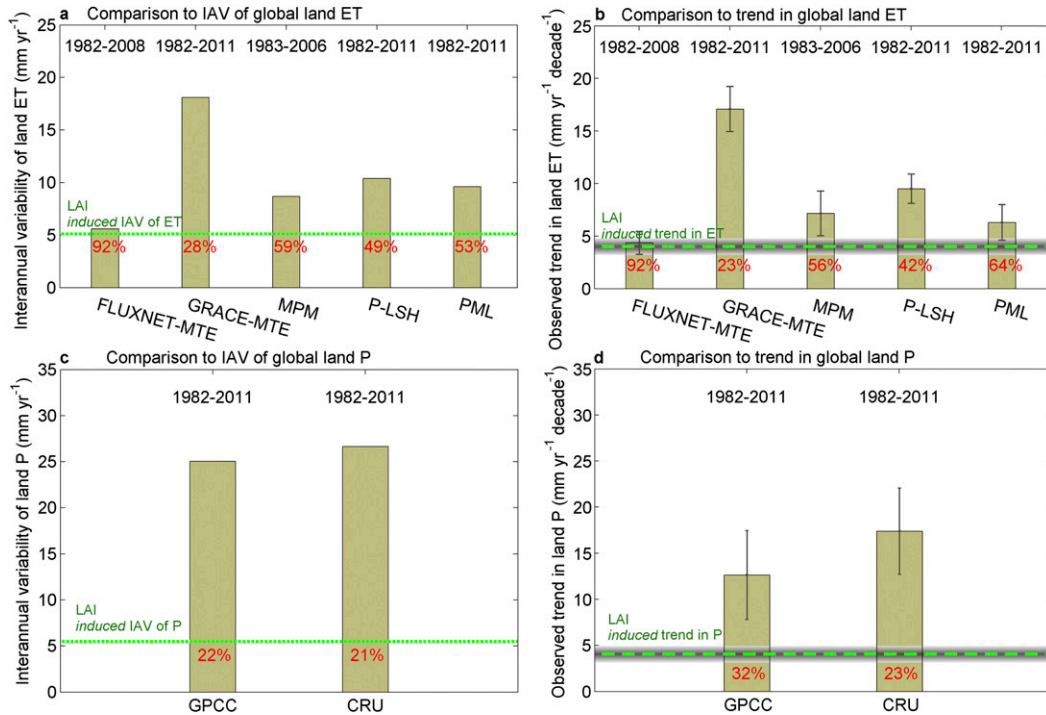 a Comparison to IAV of global land ET
25
20
15
10
5
0
Interannual variability of land ET (mm yr⁻¹)
1982-2008 1982-2011 1983-2006 1982-2011 1982-2011
LAI
induced IAV of ET
92% 28% 59% 49% 53%
FLUXNET-MTE GRACE-MTE MPM P-LSH PML
b Comparison to trend in global land ET
25
20
15
10
5
0
Observed trend in land ET (mm yr⁻¹ decade⁻¹)
1982-2008 1982-2011 1983-2006 1982-2011 1982-2011
LAI
induced trend in ET
92% 23% 56% 42% 64%
FLUXNET-MTE GRACE-MTE MPM P-LSH PML
c Comparison to IAV of global land P
35
30
25
20
15
10
5
0
Interannual variability of land P (mm yr⁻¹)
1982-2011 1982-2011
LAI
induced IAV of P
22% 21%
GPCC CRU
d Comparison to trend in global land P
35
30
25
20
15
10
5
0
Observed trend in land P (mm yr⁻¹ decade⁻¹)
1982-2011 1982-2011
LAI
induced trend in P
32% 23%
GPCC CRU